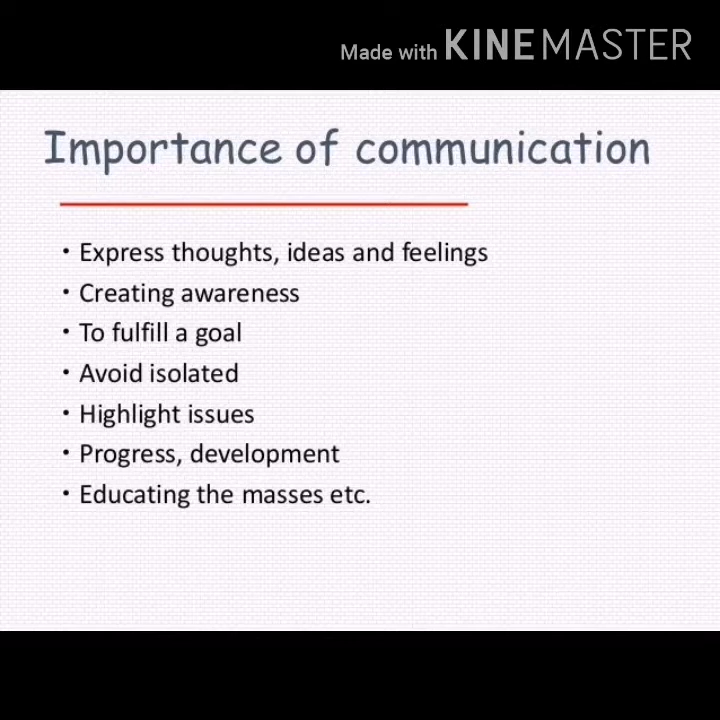 Made with KINEMASTER
Importance of communication
• Express thoughts, ideas and feelings
• Creating awareness
• To fulfill a goal
• Avoid isolated
• Highlight issues
• Progress, development
• Educating the masses etc.